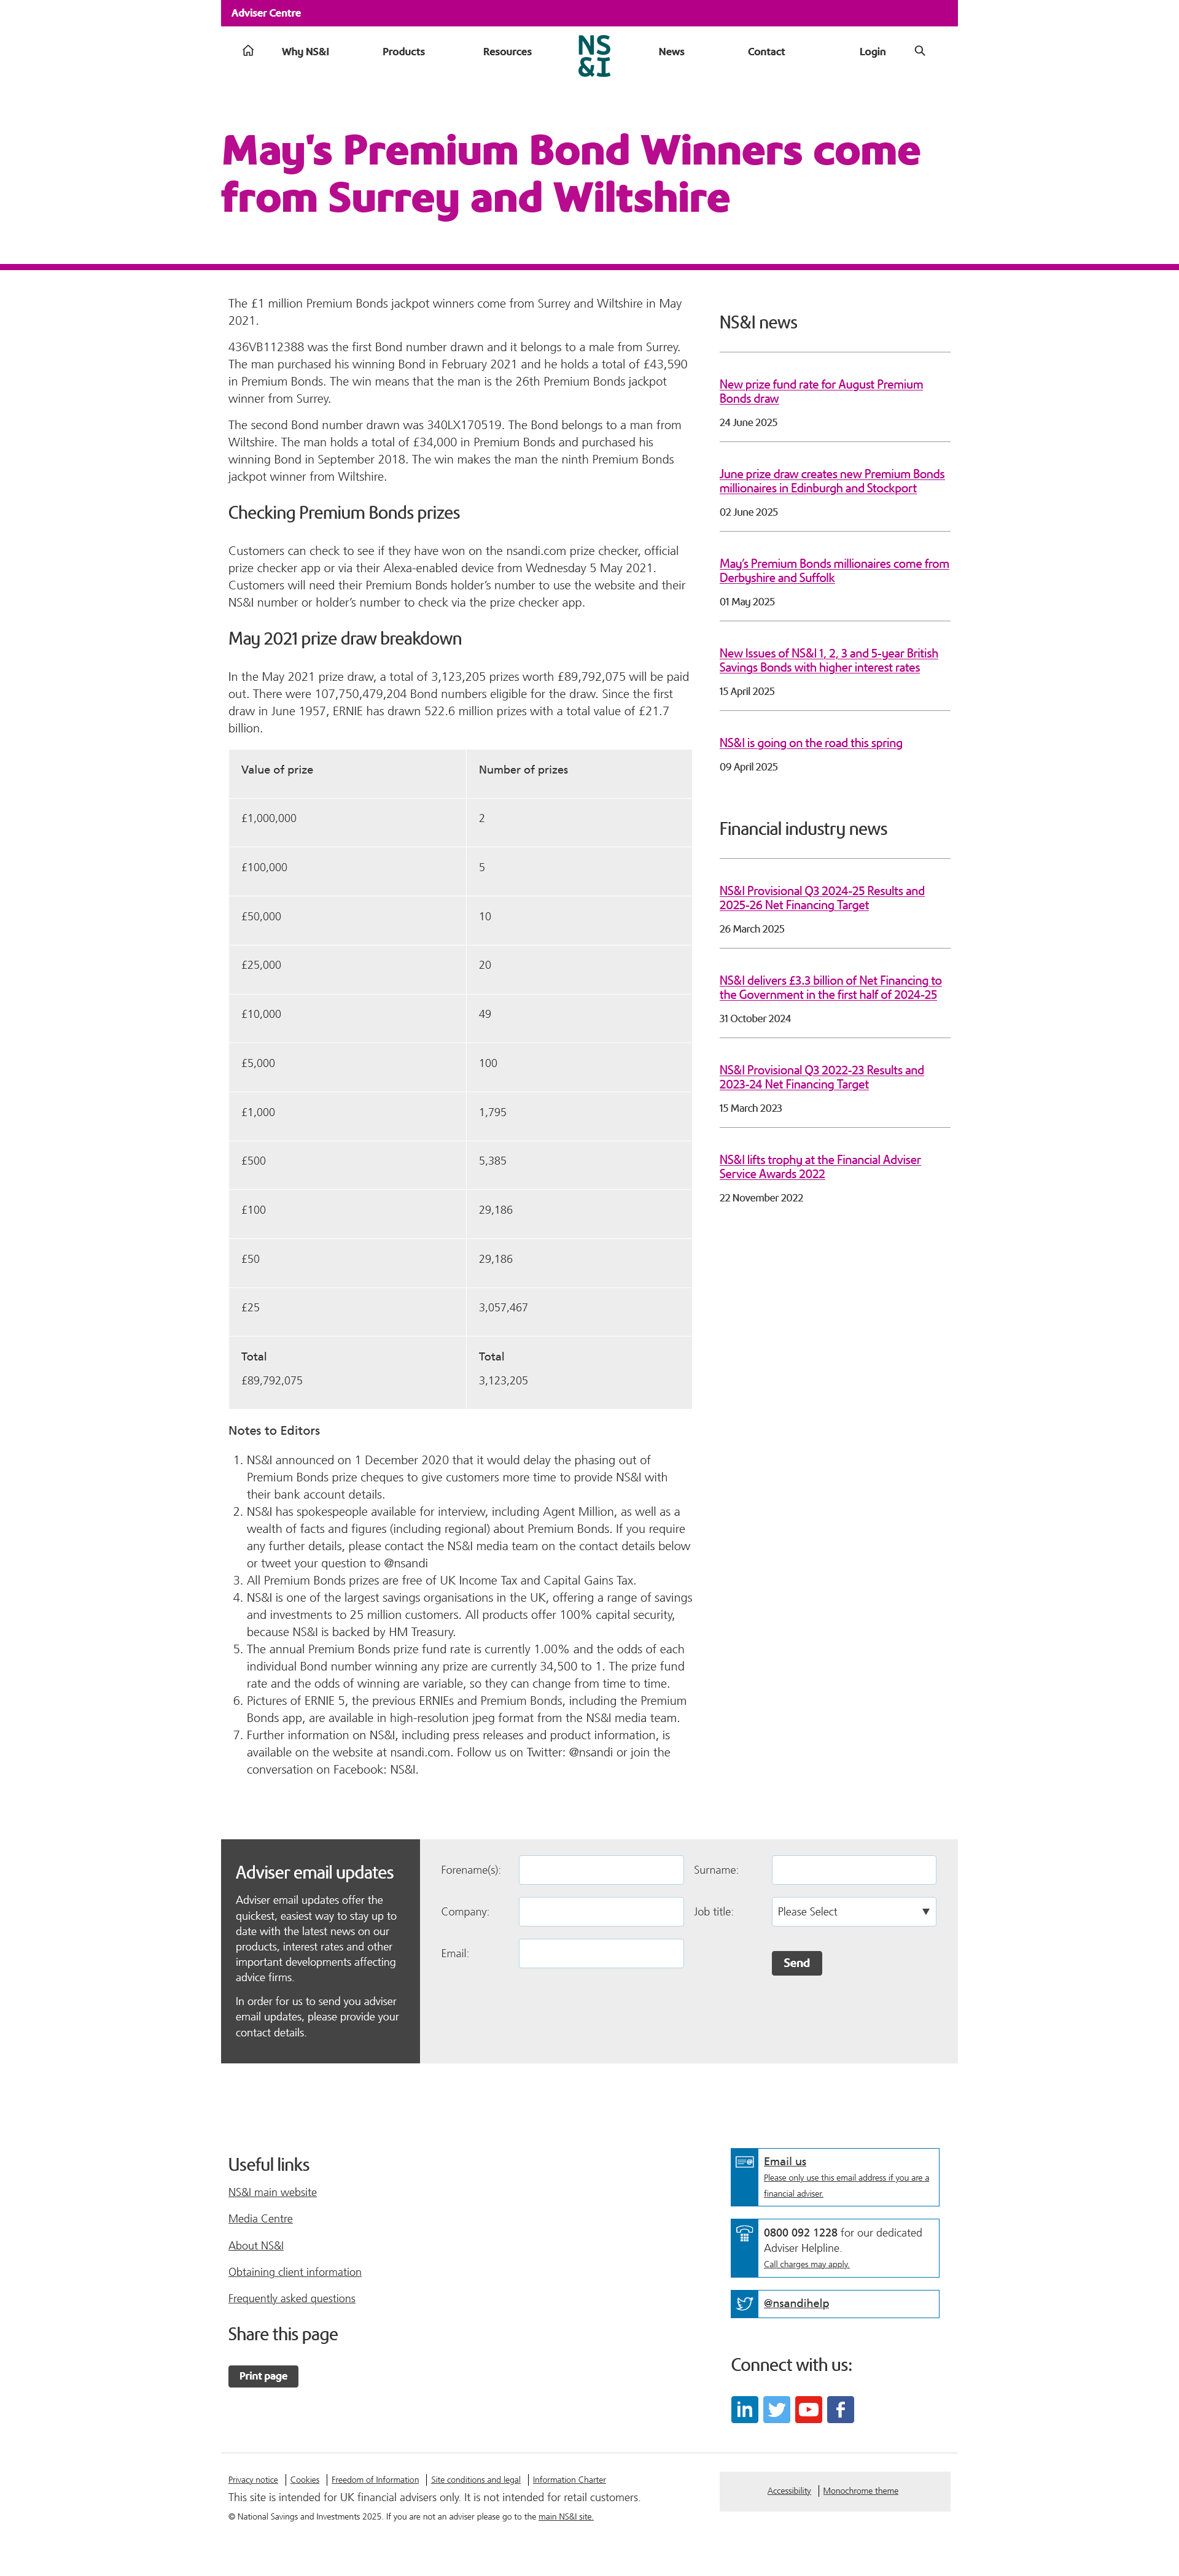 Adviser Centre
Why NS&I
Products
Resources
NS
&I
News
Contact
Login
May's Premium Bond Winners come
from Surrey and Wiltshire
The £1 million Premium Bonds jackpot winners come from Surrey and Wiltshire in May
2021.
436VB112388 was the first Bond number drawn and it belongs to a male from Surrey.
The man purchased his winning Bond in February 2021 and he holds a total of £43,590
in Premium Bonds. The win means that the man is the 26th Premium Bonds jackpot
winner from Surrey.
The second Bond number drawn was 340LX170519. The Bond belongs to a man from
Wiltshire. The man holds a total of £34,000 in Premium Bonds and purchased his
winning Bond in September 2018. The win makes the man the ninth Premium Bonds
jackpot winner from Wiltshire.
Checking Premium Bonds prizes
Customers can check to see if they have won on the nsandi.com prize checker, official
prize checker app or via their Alexa-enabled device from Wednesday 5 May 2021.
Customers will need their Premium Bonds holder's number to use the website and their
NS&I number or holder's number to check via the prize checker app.
May 2021 prize draw breakdown
In the May 2021 prize draw, a total of 3,123,205 prizes worth £89,792,075 will be paid
out. There were 107,750,479,204 Bond numbers eligible for the draw. Since the first
draw in June 1957, ERNIE has drawn 522.6 million prizes with a total value of £21.7
billion.
Value of prize Number of prizes
£1,000,000 2
£100,000 5
£50,000 10
£25,000 20
£10,000 49
£5,000 100
£1,000 1,795
£500 5,385
£100 29,186
£50 29,186
£25 3,057,467
Total Total
£89,792,075 3,123,205
Notes to Editors
1. NS&I announced on 1 December 2020 that it would delay the phasing out of
Premium Bonds prize cheques to give customers more time to provide NS&I with
their bank account details.
2. NS&I has spokespeople available for interview, including Agent Million, as well as a
wealth of facts and figures (including regional) about Premium Bonds. If you require
any further details, please contact the NS&I media team on the contact details below
or tweet your question to @nsandi
3. All Premium Bonds prizes are free of UK Income Tax and Capital Gains Tax.
4. NS&I is one of the largest savings organisations in the UK, offering a range of savings
and investments to 25 million customers. All products offer 100% capital security,
because NS&I is backed by HM Treasury.
5. The annual Premium Bonds prize fund rate is currently 1.00% and the odds of each
individual Bond number winning any prize are currently 34,500 to 1. The prize fund
rate and the odds of winning are variable, so they can change from time to time.
6. Pictures of ERNIE 5, the previous ERNIEs and Premium Bonds, including the Premium
Bonds app, are available in high-resolution jpeg format from the NS&I media team.
7. Further information on NS&I, including press releases and product information, is
available on the website at nsandi.com. Follow us on Twitter: @nsandi or join the
conversation on Facebook: NS&I.
NS&I news
New prize fund rate for August Premium
Bonds draw
24 June 2025
June prize draw creates new Premium Bonds
millionaires in Edinburgh and Stockport
02 June 2025
May's Premium Bonds millionaires come from
Derbyshire and Suffolk
01 May 2025
New Issues of NS&I 1, 2, 3 and 5-year British
Savings Bonds with higher interest rates
15 April 2025
NS&I is going on the road this spring
09 April 2025
Financial industry news
NS&I Provisional Q3 2024-25 Results and
2025-26 Net Financing Target
26 March 2025
NS&I delivers £3.3 billion of Net Financing to
the Government in the first half of 2024-25
31 October 2024
NS&I Provisional Q3 2022-23 Results and
2023-24 Net Financing Target
15 March 2023
NS&I lifts trophy at the Financial Adviser
Service Awards 2022
22 November 2022
Adviser email updates
Adviser email updates offer the
quickest, easiest way to stay up to
date with the latest news on our
products, interest rates and other
important developments affecting
advice firms.
In order for us to send you adviser
email updates, please provide your
contact details.
Forename(s):
Surname:
Company:
Job title:
Please Select
Email:
Send
Useful links
NS&I main website
Media Centre
About NS&I
Obtaining client information
Frequently asked questions
Share this page
Print page
Email us
Please only use this email address if you are a
financial adviser.
0800 092 1228 for our dedicated
Adviser Helpline.
Call charges may apply.
@nsandihelp
Connect with us:
Privacy notice | Cookies | Freedom of Information | Site conditions and legal | Information Charter
This site is intended for UK financial advisers only. It is not intended for retail customers.
© National Savings and Investments 2025. If you are not an adviser please go to the main NS&I site.
Accessibility | Monochrome theme